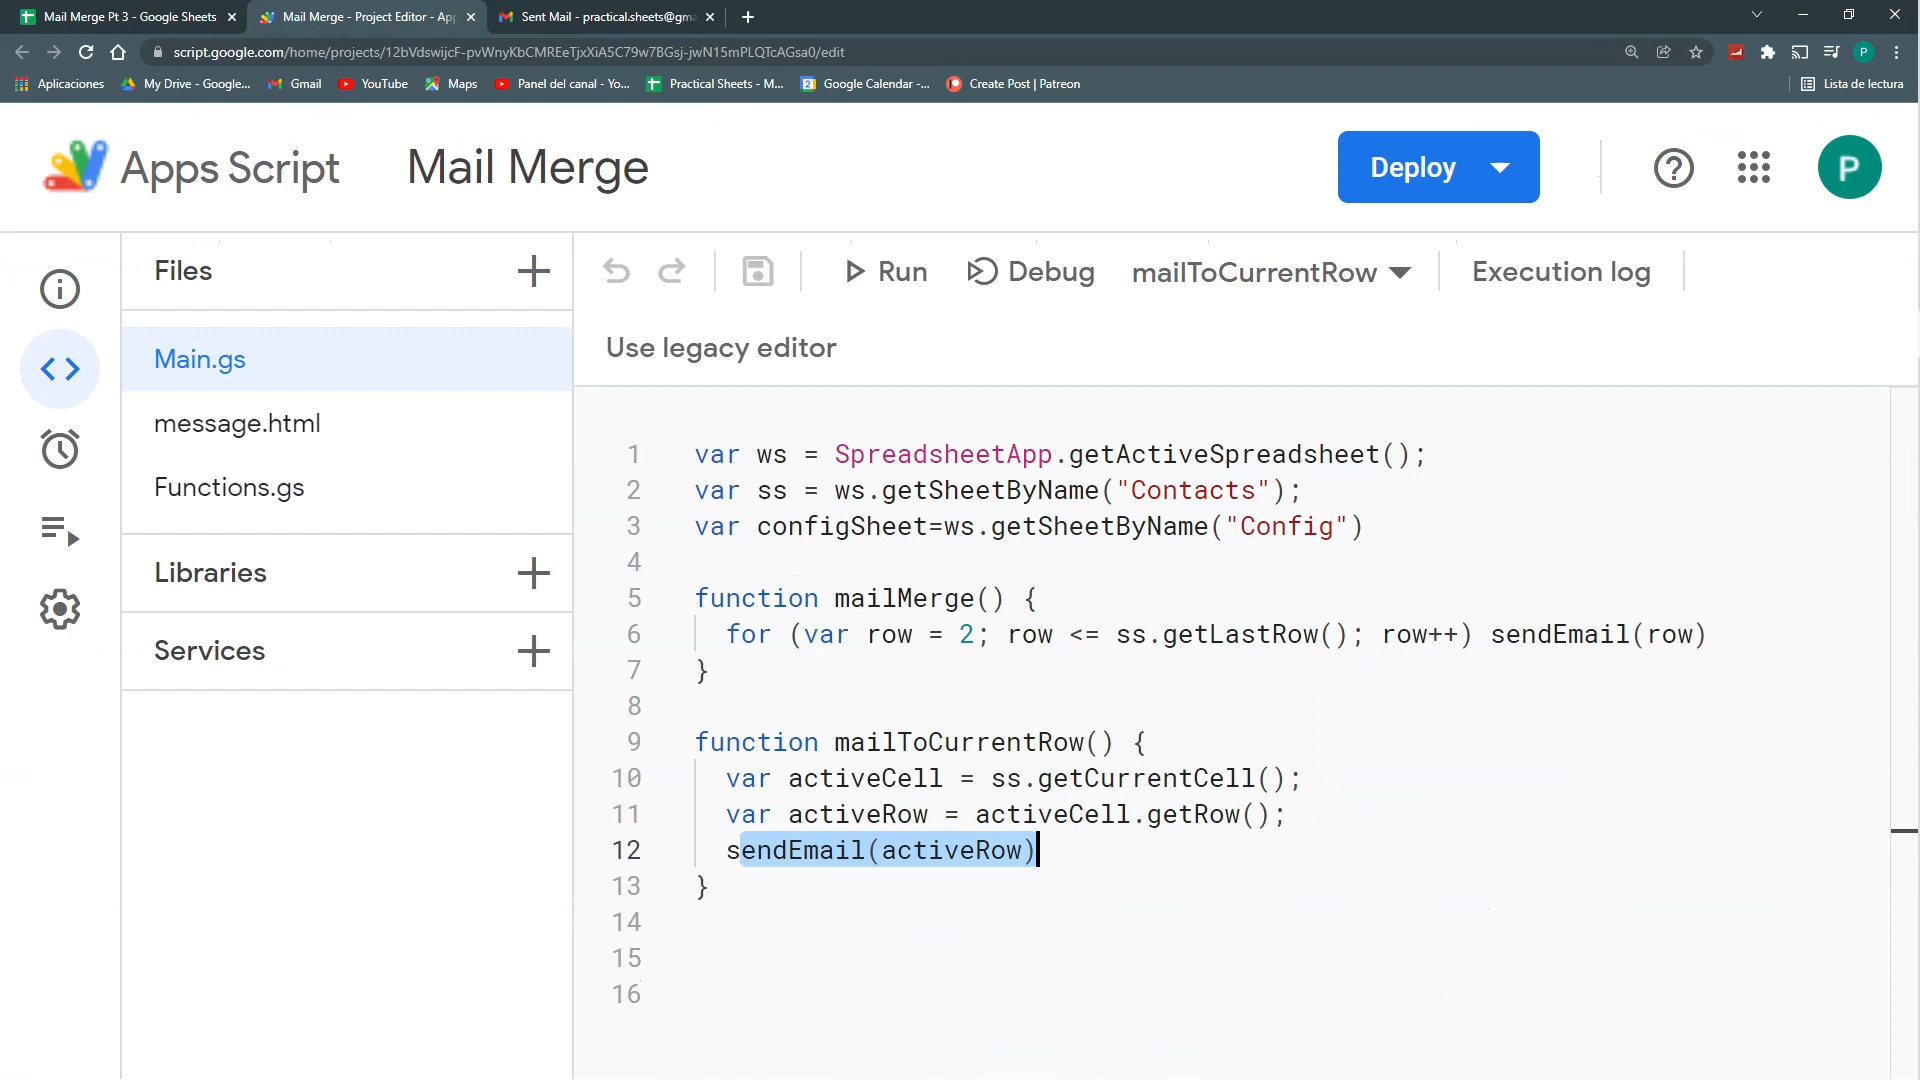 Mail Merge Pt 3 - Google Sheets
Mail Merge - Project Editor - App
Sent Mail - practical.sheets@gma
script.google.com/home/projects/12bVdswijcF-pvWnyKbCMREeTjxXiA5C79w7BGsj-jwN15mPLQTcAGsa0/edit
P
Aplicaciones
My Drive - Google...
Gmail
YouTube
Maps
Panel del canal - Yo...
Practical Sheets - M...
Google Calendar -...
Create Post | Patreon
Lista de lectura
Apps Script
Mail Merge
Deploy
P
Files
Run
Debug
mailToCurrentRow
Execution log
Use legacy editor
Main.gs
message.html
Functions.gs
Libraries
Services
1 var ws = SpreadsheetApp.getActiveSpreadsheet();
2 var ss = ws.getSheetByName("Contacts");
3 var configSheet=ws.getSheetByName("Config")
4
5 function mailMerge() {
6 for (var row = 2; row <= ss.getLastRow(); row++) sendEmail(row)
7 }
8
9 function mailToCurrentRow() {
10 var activeCell = ss.getCurrentCell();
11 var activeRow = activeCell.getRow();
12 sendEmail(activeRow)
13 }
14
15
16